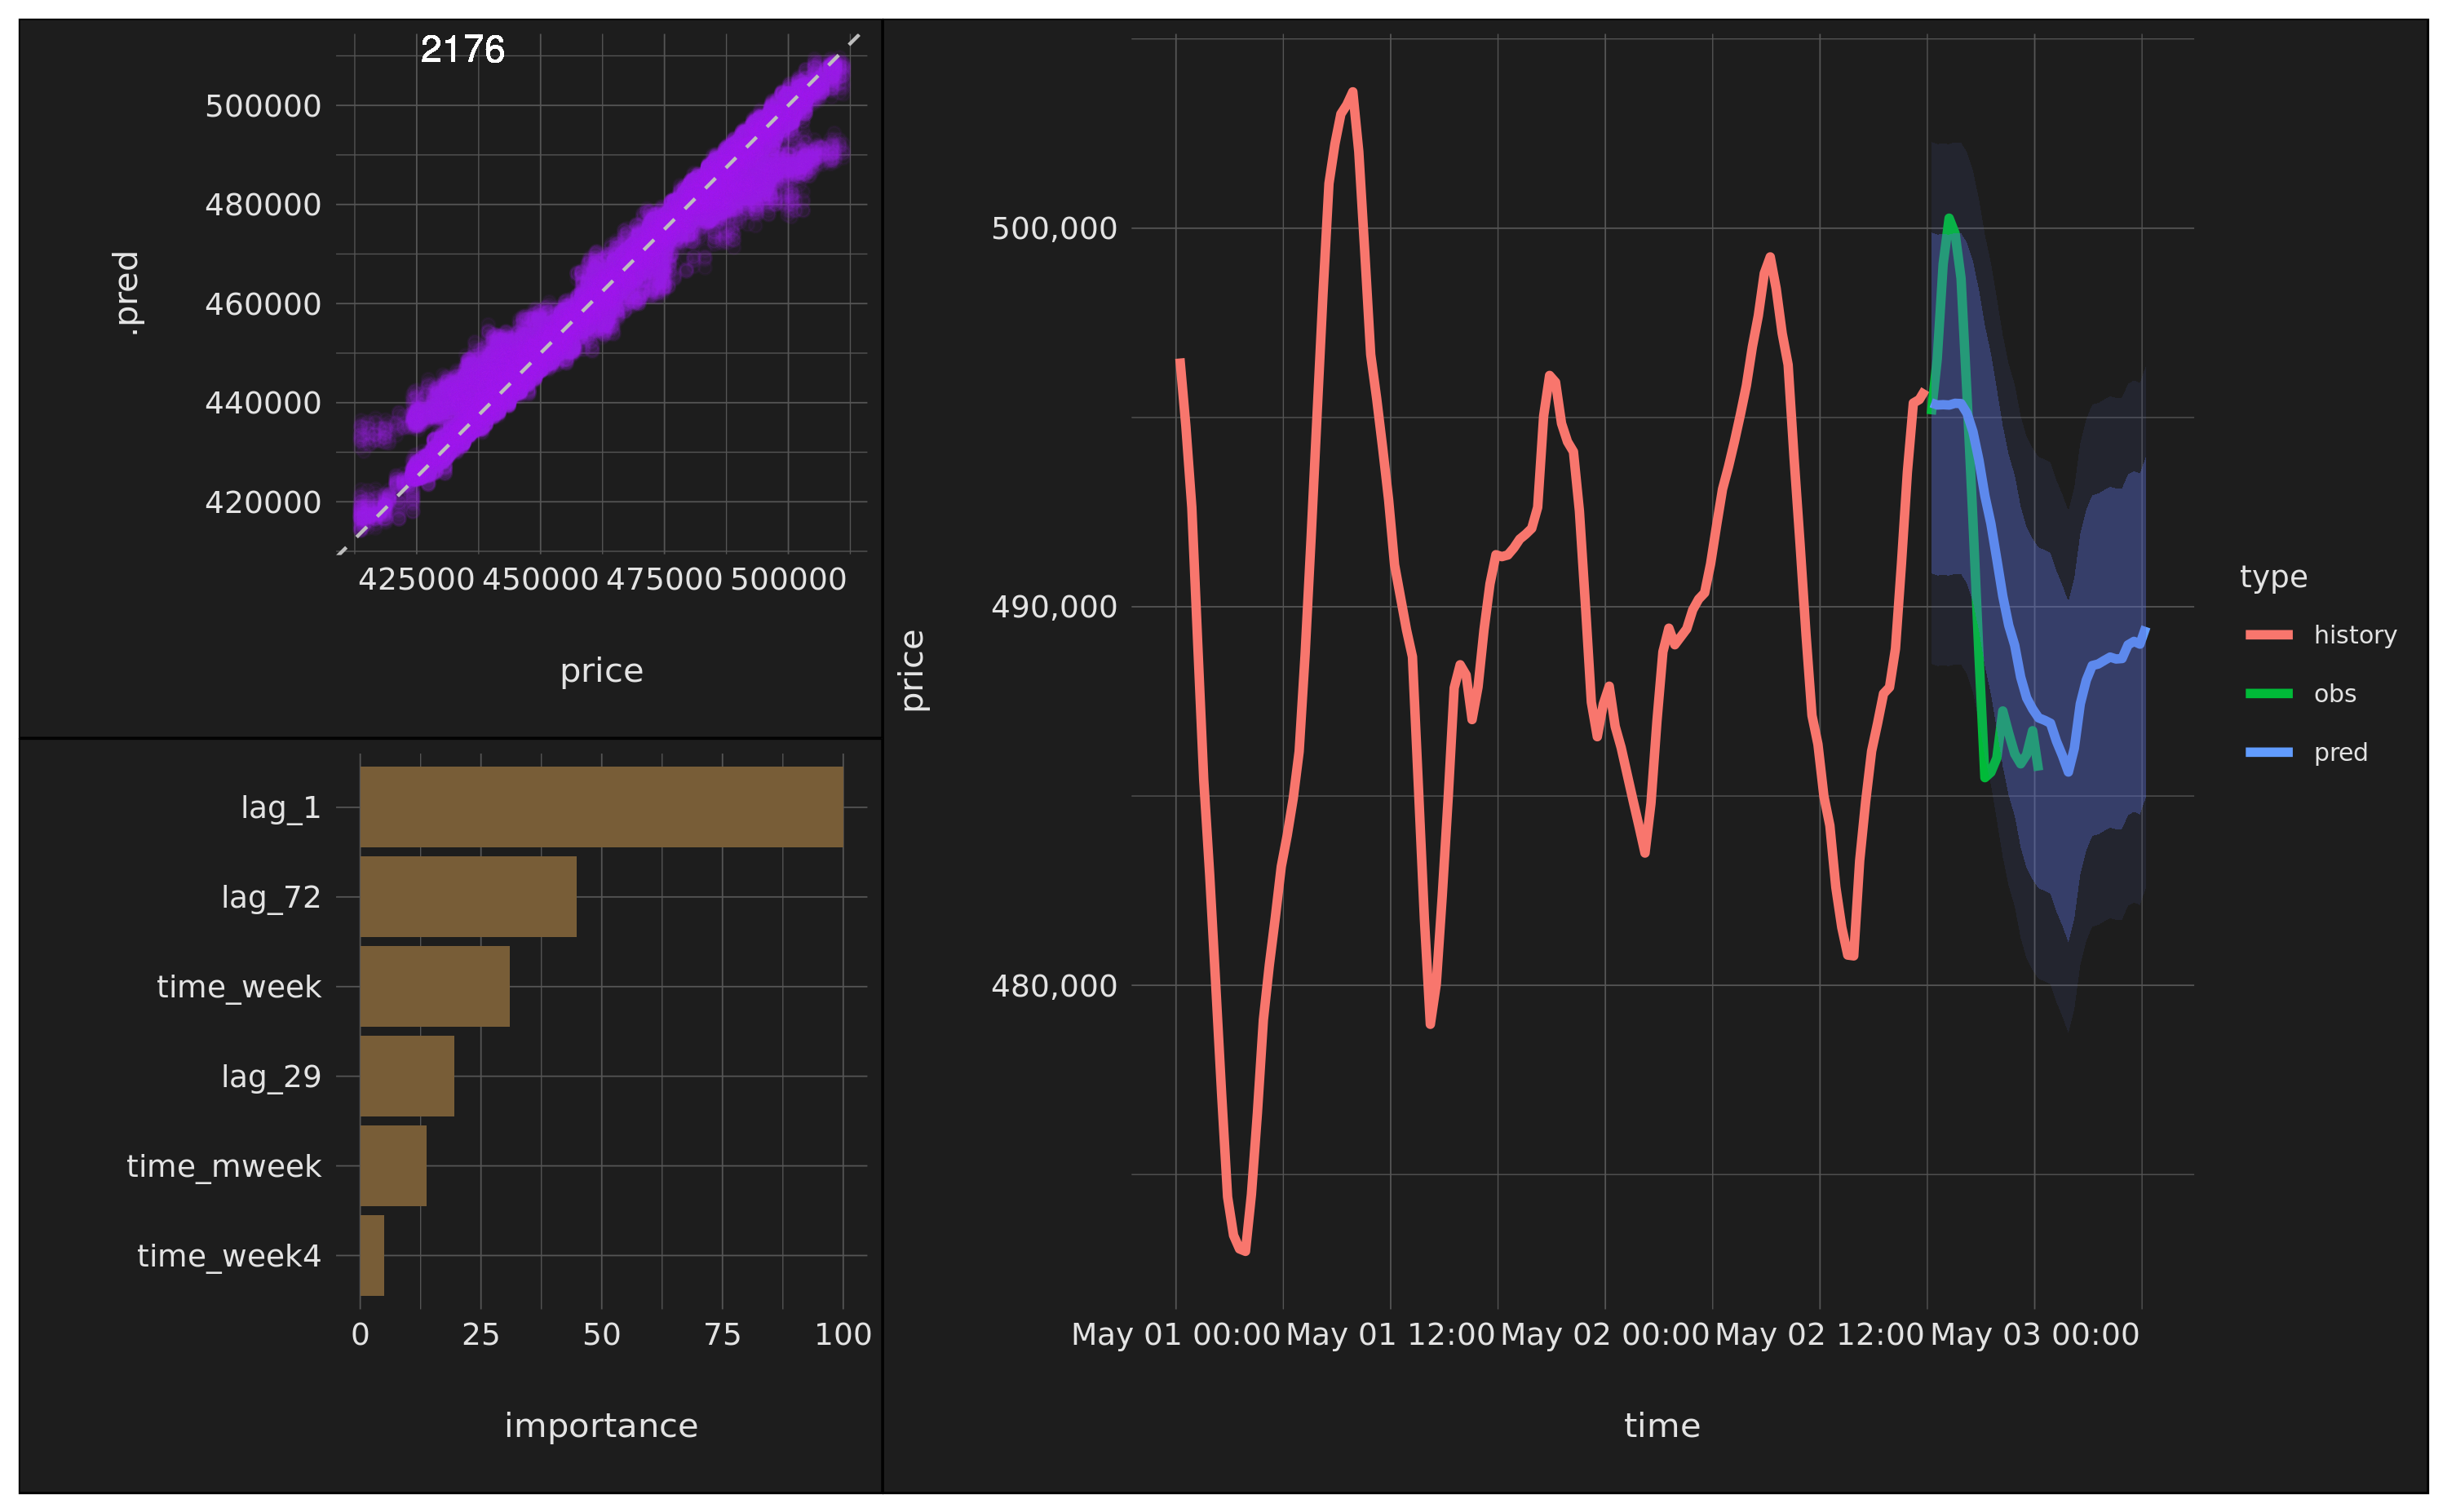 2176
.pred
500000
480000
460000
440000
420000
425000 450000 475000 500000
price
lag_1
lag_72
time_week
lag_29
time_mweek
time_week4
0 25 50 75 100
importance
price
500,000
490,000
480,000
May 01 00:00 May 01 12:00 May 02 00:00 May 02 12:00 May 03 00:00
time
type
history
obs
pred